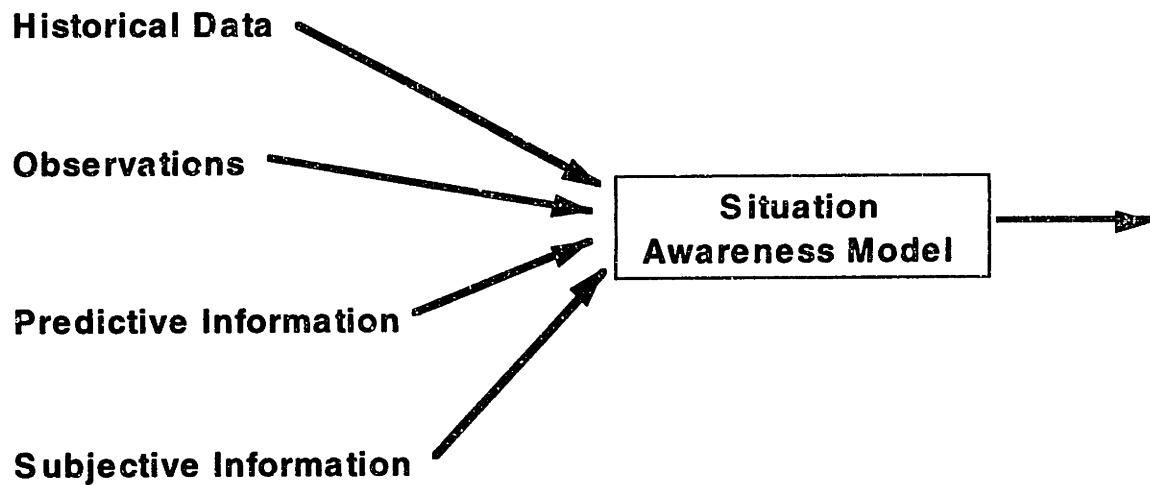 Historical Data
Observations
Situation
Awareness Model
Predictive Information
Subjective Information